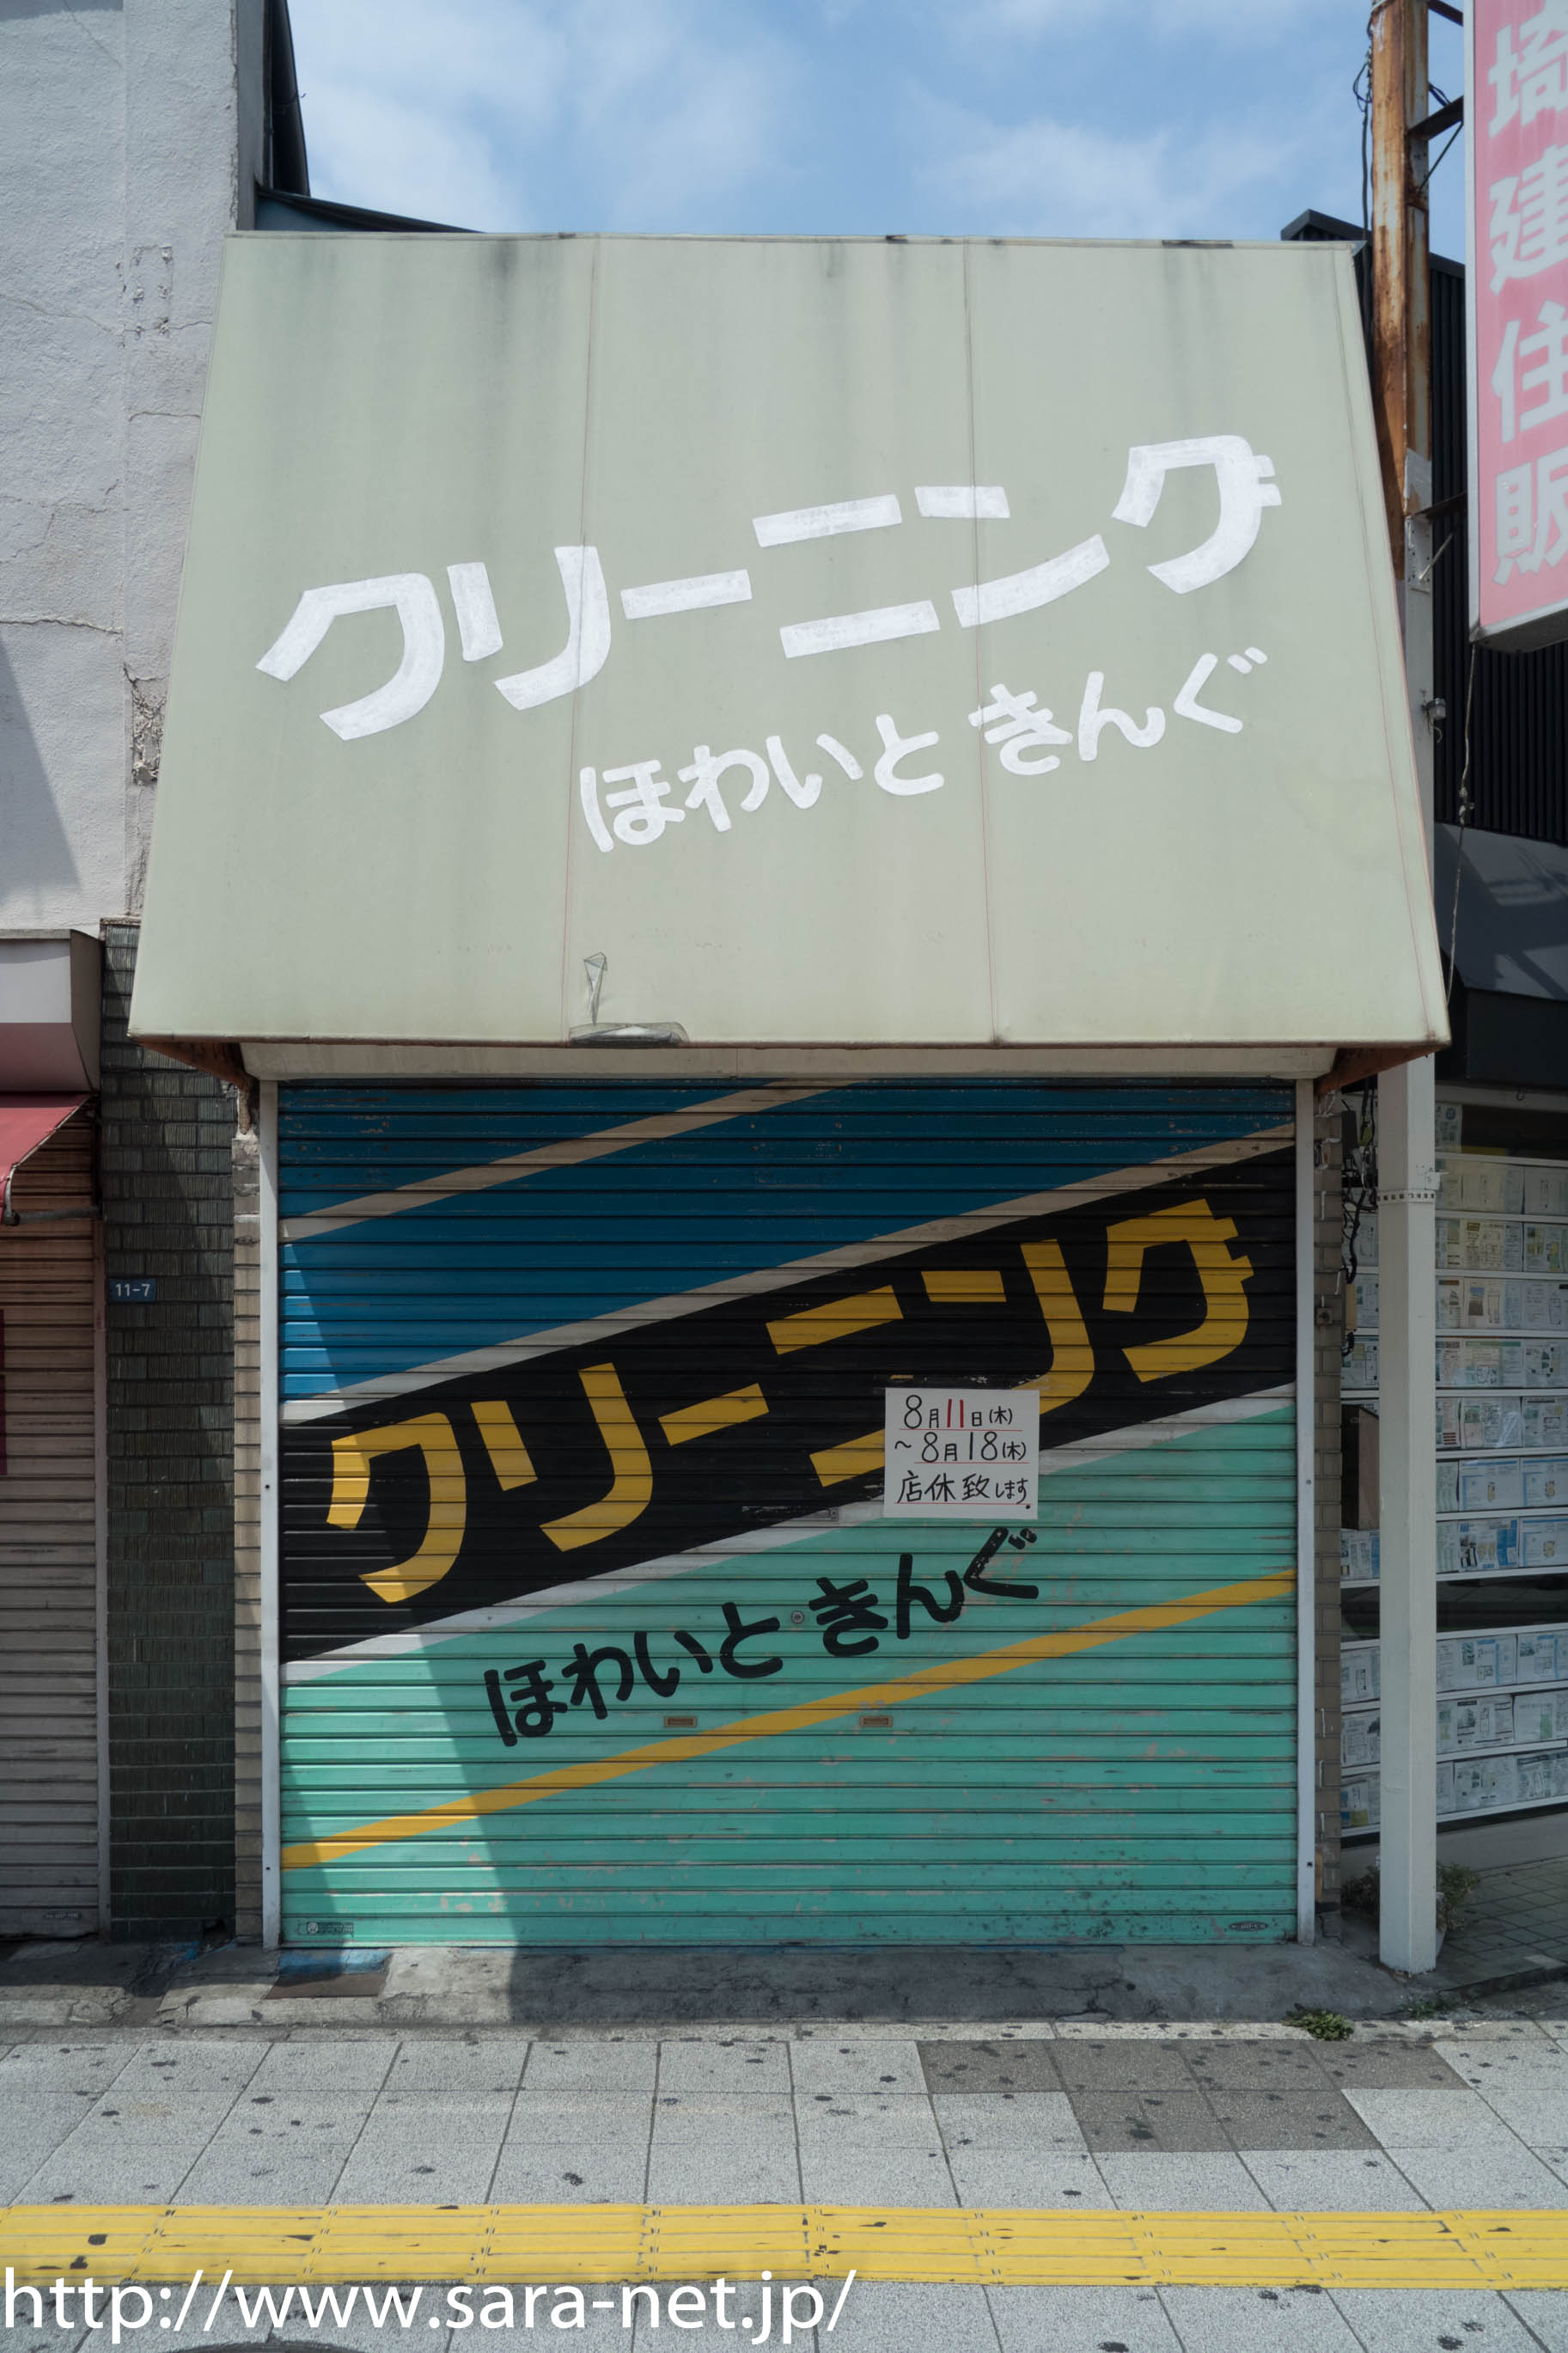 埼建住販
クリーニング
ほわいときんぐ
11-7
クリーニング
8月11日(木)
~8月18(木)
店休致します。
ほわいときんぐ
http://www.sara-net.jp/